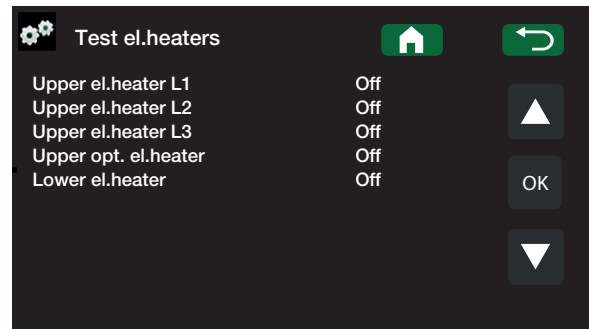 Test el.heaters
Upper el.heater L1 Off
Upper el.heater L2 Off
Upper el.heater L3 Off
Upper opt. el.heater Off
Lower el.heater Off
OK